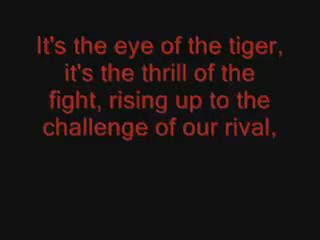 It's the eye of the tiger,
it's the thrill of the
fight, rising up to the
challenge of our rival,